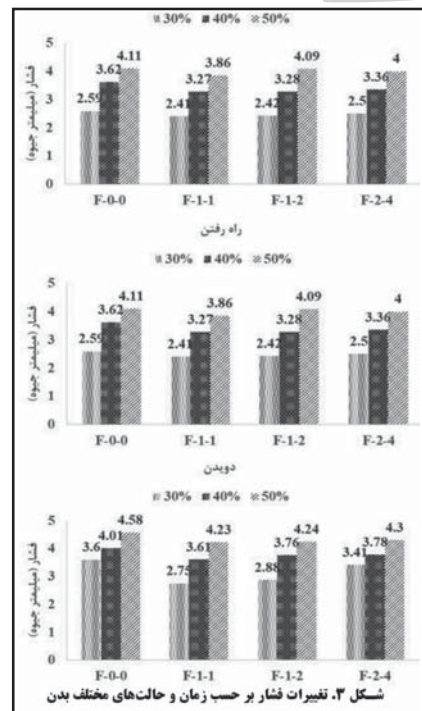 30% 40% 50%
فشار (میلیمتر جیوه)
5
4
3
2
1
0
2.59 3.62 4.11 2.41 3.27 3.86 2.42 3.28 4.09 2.5 3.36 4
F-0-0 F-1-1 F-1-2 F-2-4
راه رفتن
30% 40% 50%
فشار (میلیمتر جیوه)
5
4
3
2
1
0
2.59 3.62 4.11 2.41 3.27 3.86 2.42 3.28 4.09 2.5 3.36 4
F-0-0 F-1-1 F-1-2 F-2-4
دویدن
30% 40% 50%
فشار (میلیمتر جیوه)
5
4
3
2
1
0
3.6 4.01 4.58 2.75 3.61 4.23 2.88 3.76 4.24 3.41 3.78 4.3
F-0-0 F-1-1 F-1-2 F-2-4
شکل ۳. تغییرات فشار بر حسب زمان و حالت‌های مختلف بدن